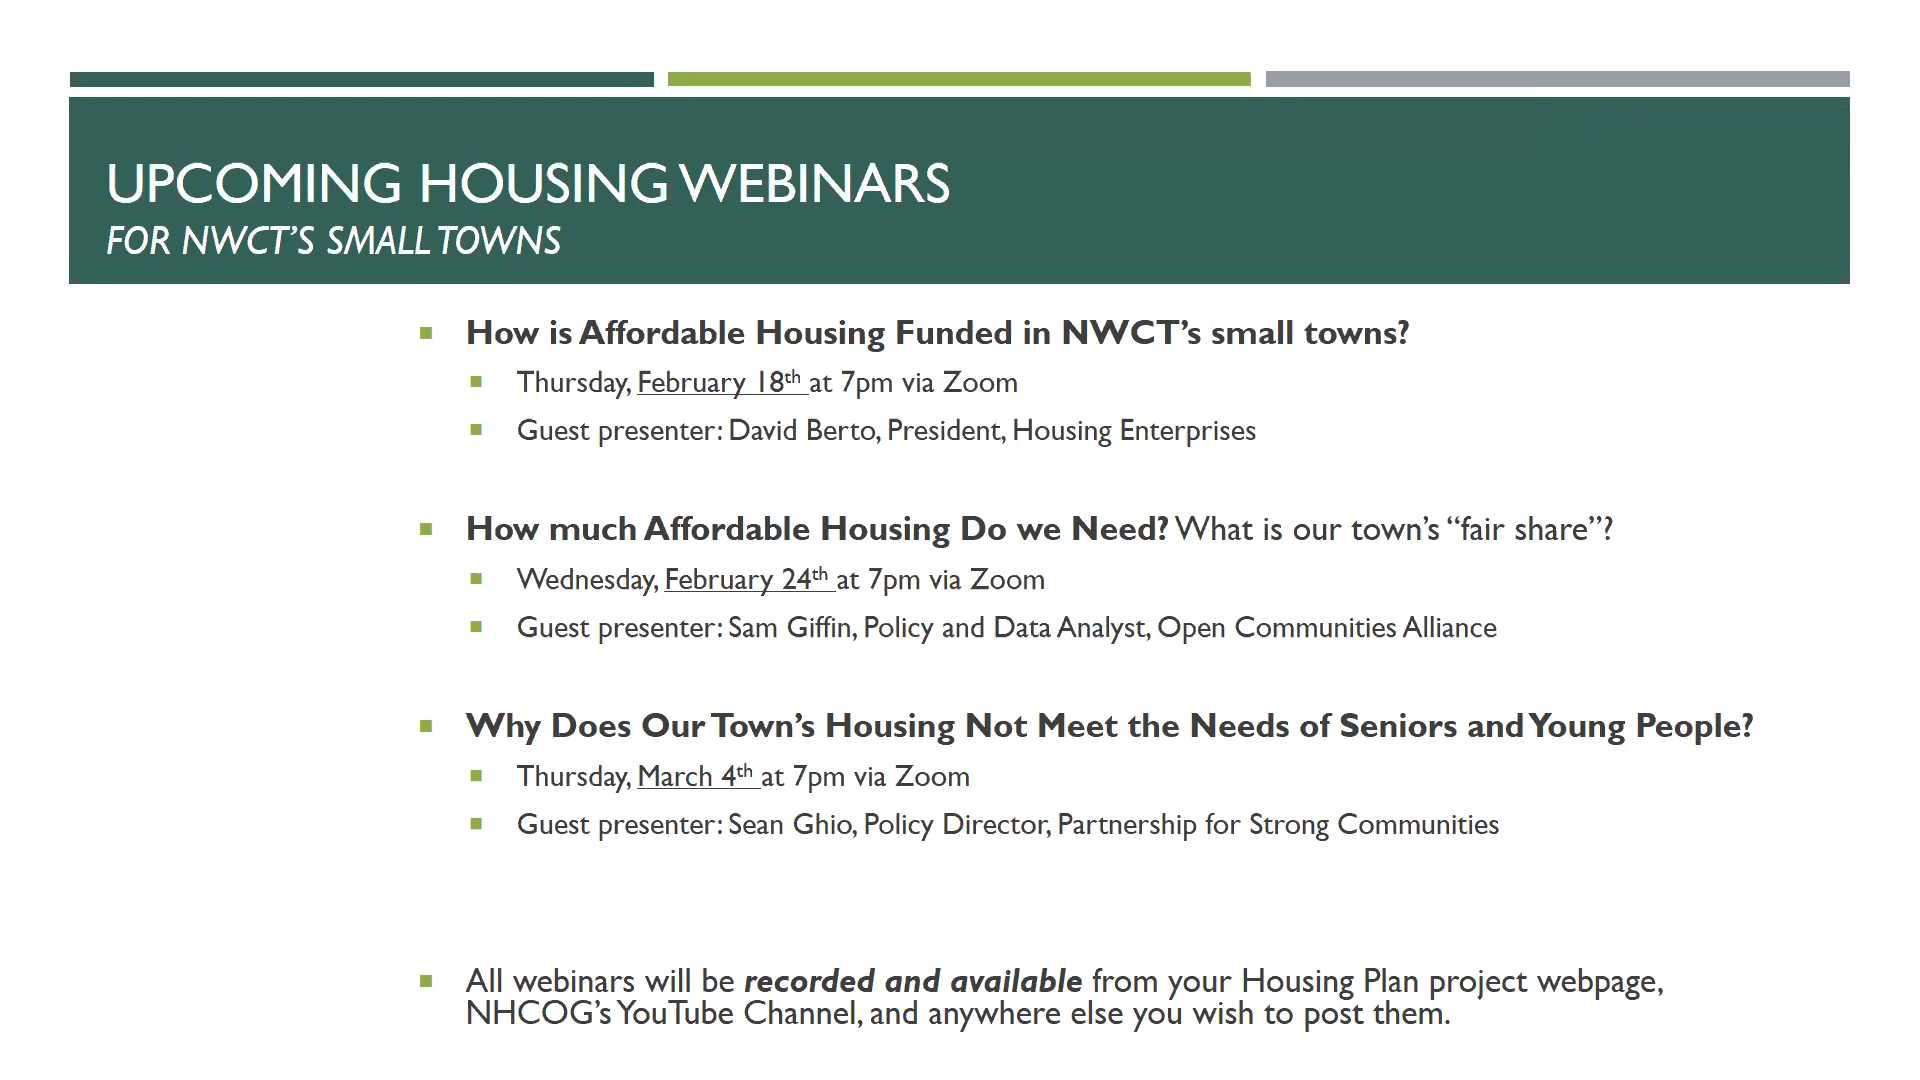 UPCOMING HOUSING WEBINARS
FOR NWCT’S SMALL TOWNS
How is Affordable Housing Funded in NWCT’s small towns?
Thursday, February 18th at 7pm via Zoom
Guest presenter: David Berto, President, Housing Enterprises
How much Affordable Housing Do we Need? What is our town’s “fair share”?
Wednesday, February 24th at 7pm via Zoom
Guest presenter: Sam Giffin, Policy and Data Analyst, Open Communities Alliance
Why Does Our Town’s Housing Not Meet the Needs of Seniors and Young People?
Thursday, March 4th at 7pm via Zoom
Guest presenter: Sean Ghio, Policy Director, Partnership for Strong Communities
All webinars will be recorded and available from your Housing Plan project webpage,
NHCOG’s YouTube Channel, and anywhere else you wish to post them.